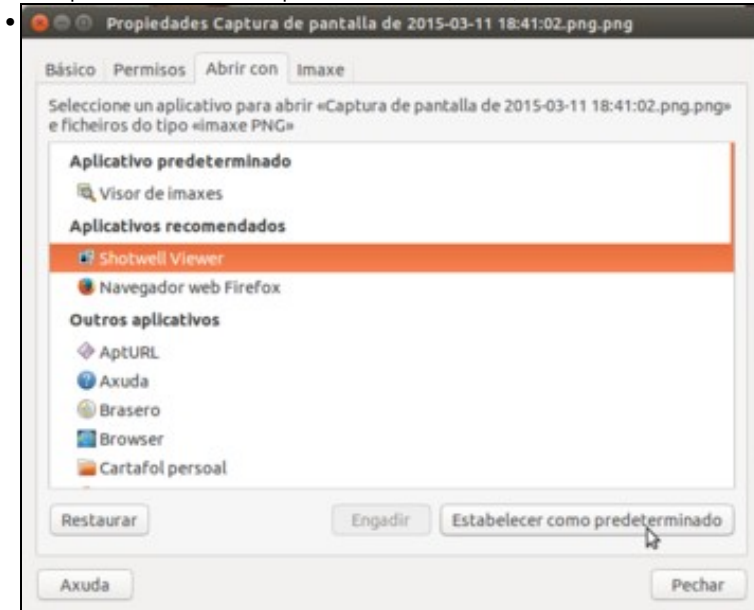 Propiedades Captura de pantalla de 2015-03-11 18:41:02.png.png
Básico Permisos Abrir con Imaxe
Seleccione un aplicativo para abrir «Captura de pantalla de 2015-03-11 18:41:02.png.png»
e ficheiros do tipo «imaxe PNG»
Aplicativo predeterminado
Visor de imaxes
Aplicativos recomendados
Shotwell Viewer
Navegador web Firefox
Outros aplicativos
AptURL
Axuda
Brasero
Browser
Cartafol persoal
Restaurar Engadir Estabelecer como predeterminado
Axuda Pechar